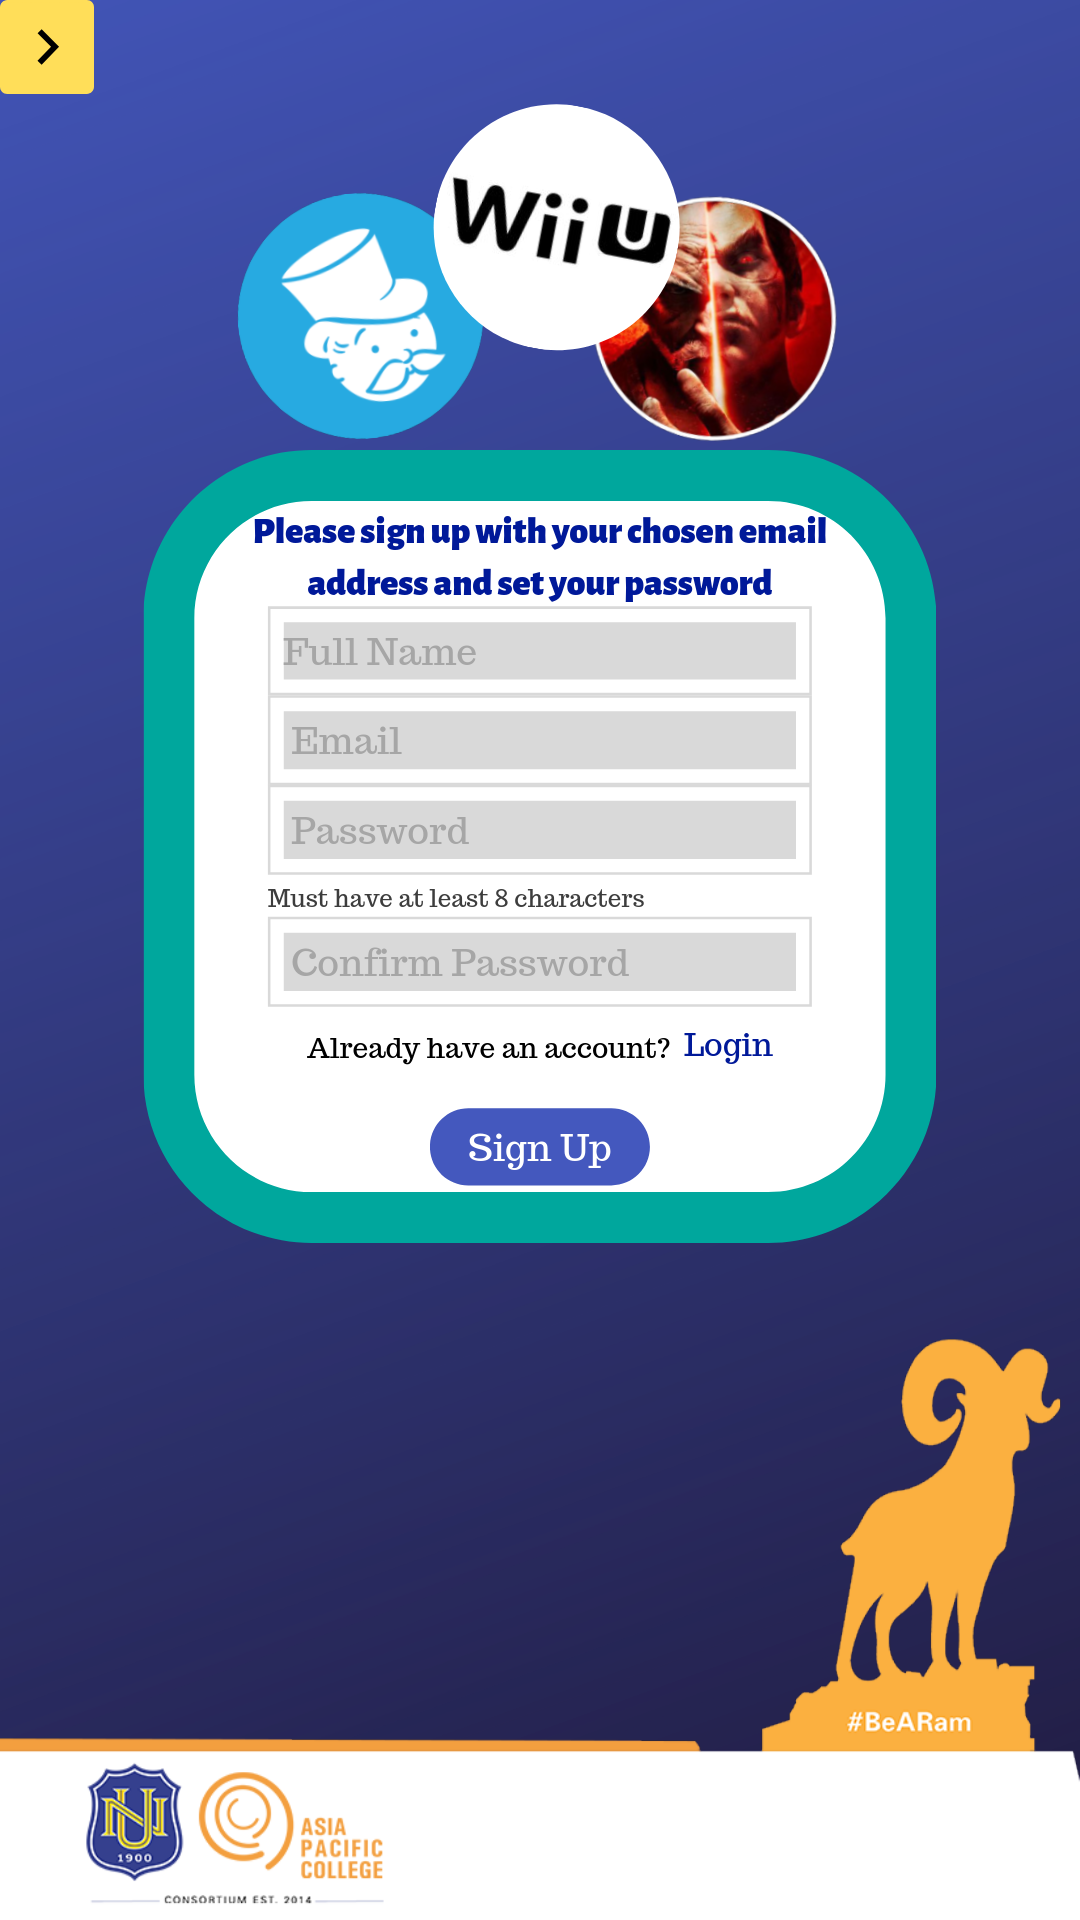 Wii U
Please sign up with your chosen email
address and set your password
Full Name
Email
Password
Must have at least 8 characters
Confirm Password
Already have an account? Login
Sign Up
#BeARam
NU
1900
ASIA
PACIFIC
COLLEGE
CONSORTIUM EST. 2014